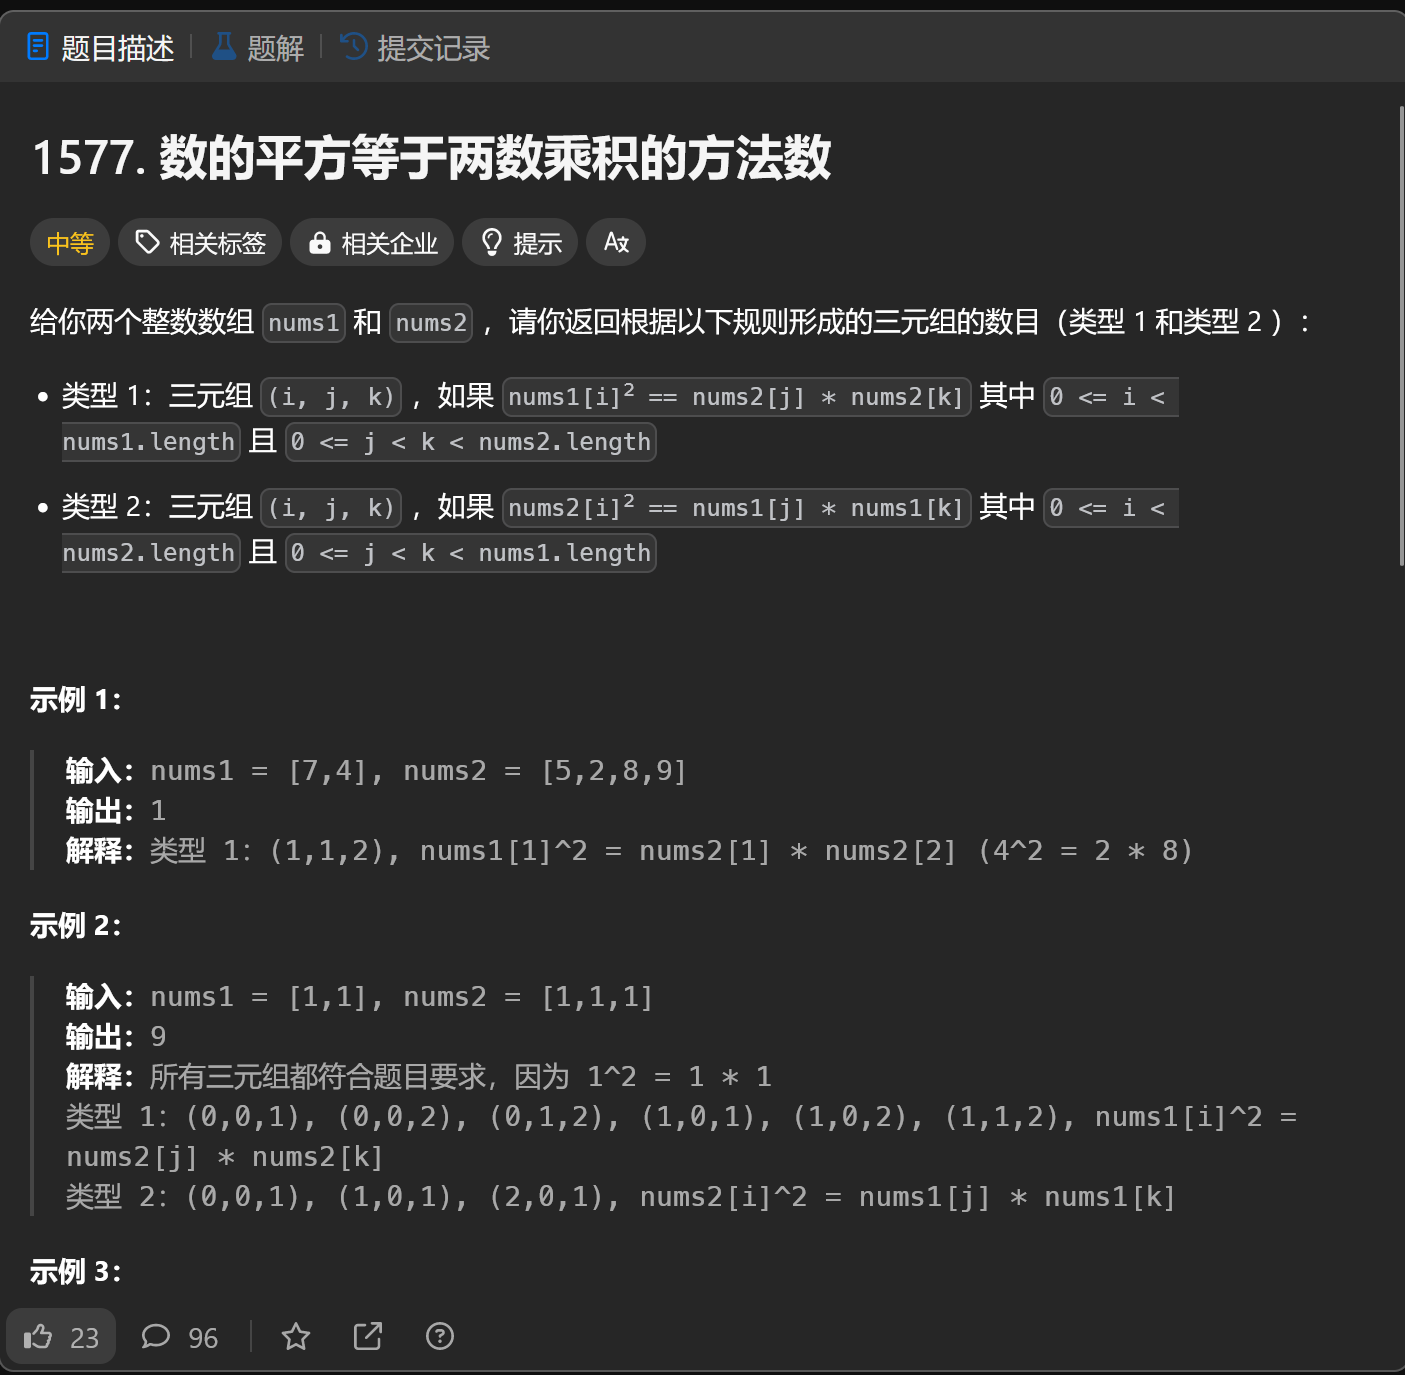 题目描述 题解 提交记录
1577. 数的平方等于两数乘积的方法数
中等 相关标签 相关企业 提示
给你两个整数数组 nums1 和 nums2 ，请你返回根据以下规则形成的三元组的数目（类型 1 和类型 2 ）：
• 类型 1：三元组 (i, j, k) ，如果 nums1[i]² == nums2[j] * nums2[k] 其中 0 <= i <
nums1.length 且 0 <= j < k < nums2.length
• 类型 2：三元组 (i, j, k) ，如果 nums2[i]² == nums1[j] * nums1[k] 其中 0 <= i <
nums2.length 且 0 <= j < k < nums1.length
示例 1：
输入：nums1 = [7,4], nums2 = [5,2,8,9]
输出：1
解释：类型 1：(1,1,2), nums1[1]^2 = nums2[1] * nums2[2] (4^2 = 2 * 8)
示例 2：
输入：nums1 = [1,1], nums2 = [1,1,1]
输出：9
解释：所有三元组都符合题目要求，因为 1^2 = 1 * 1
类型 1：(0,0,1), (0,0,2), (0,1,2), (1,0,1), (1,0,2), (1,1,2), nums1[i]^2 =
nums2[j] * nums2[k]
类型 2：(0,0,1), (1,0,1), (2,0,1), nums2[i]^2 = nums1[j] * nums1[k]
示例 3：
23 96